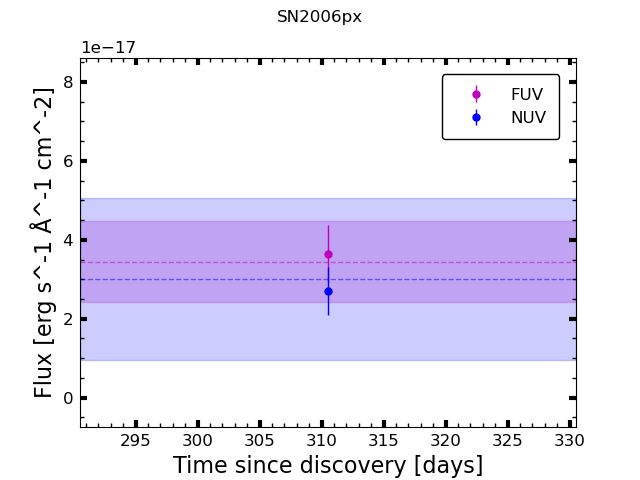 SN2006px
1e−17
FUV
NUV
8
6
4
2
0
Flux [erg s^-1 Å^-1 cm^-2]
295 300 305 310 315 320 325 330
Time since discovery [days]